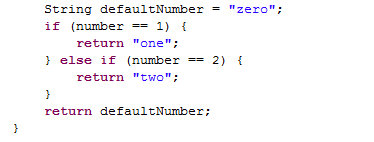 String defaultNumber = "zero";
if (number == 1) {
return "one";
} else if (number == 2) {
return "two";
}
return defaultNumber;
}